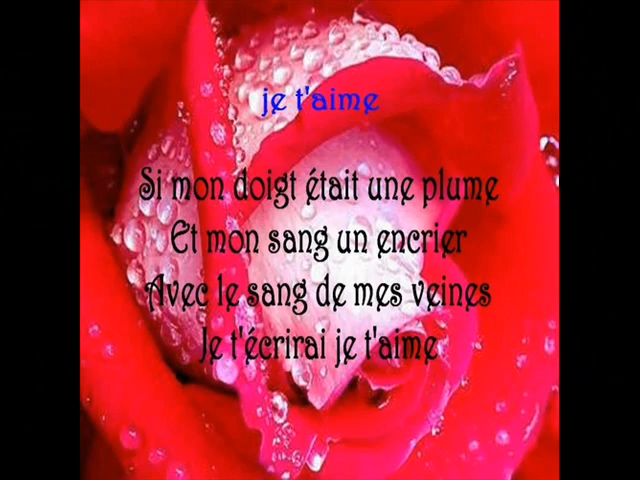 je t'aime
Si mon doigt était une plume
Et mon sang un encrier
Avec le sang de mes veines
Je t'écrirai je t'aime